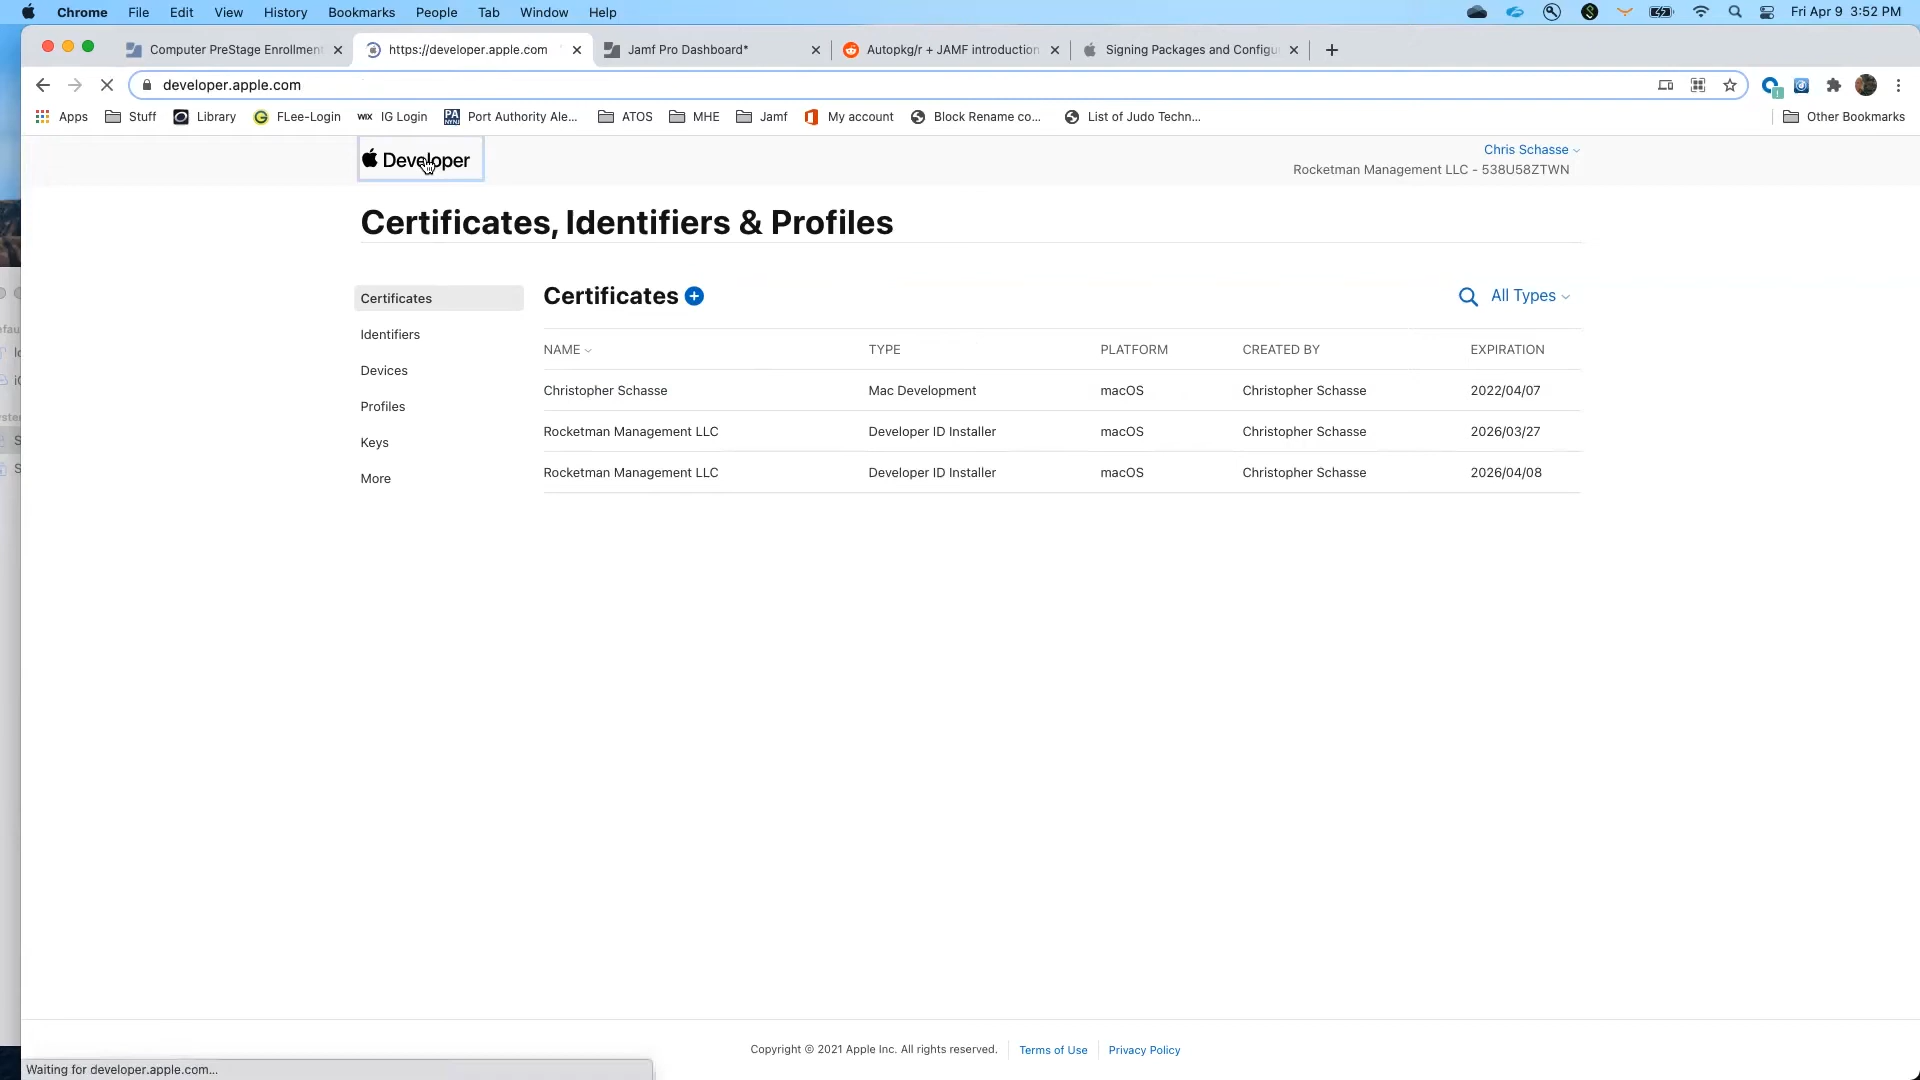 Chrome File Edit View History Bookmarks People Tab Window Help Fri Apr 9 3:52 PM
Computer PreStage Enrollment https://developer.apple.com Jamf Pro Dashboard* Autopkg/r + JAMF introduction Signing Packages and Configu
developer.apple.com
Apps Stuff Library FLee-Login WiX IG Login PA NYNJ Port Authority Ale... ATOS MHE Jamf My account Block Rename co... List of Judo Techn... Other Bookmarks
Developer
Chris Schasse
Rocketman Management LLC - 538U58ZTWN
Certificates, Identifiers & Profiles
Certificates
Identifiers
Devices
Profiles
Keys
More
Certificates
All Types
NAME TYPE PLATFORM CREATED BY EXPIRATION
Christopher Schasse Mac Development macOS Christopher Schasse 2022/04/07
Rocketman Management LLC Developer ID Installer macOS Christopher Schasse 2026/03/27
Rocketman Management LLC Developer ID Installer macOS Christopher Schasse 2026/04/08
Copyright © 2021 Apple Inc. All rights reserved. Terms of Use Privacy Policy
Waiting for developer.apple.com...